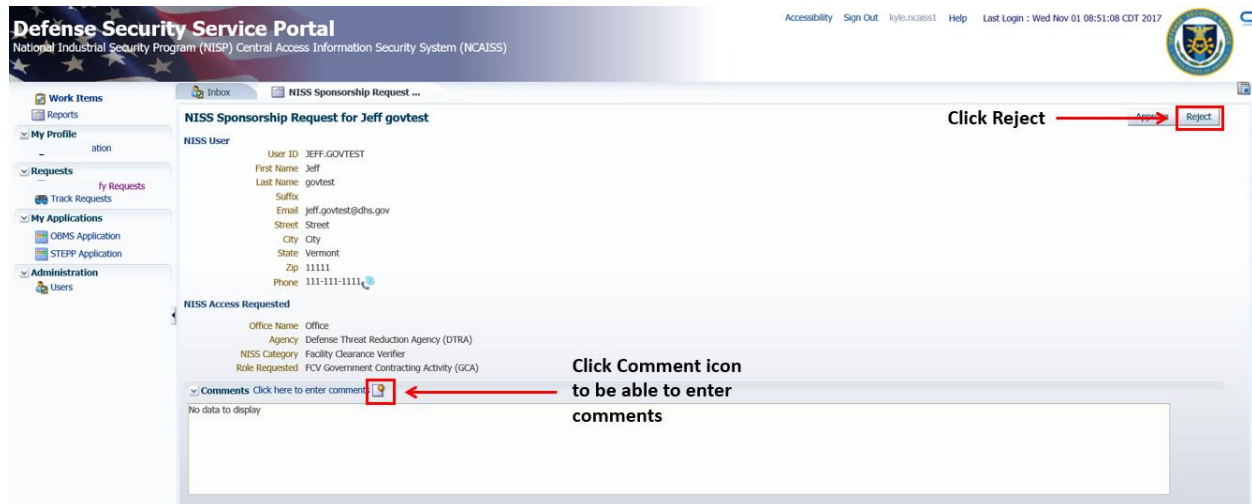 Defense Security Service Portal
National Industrial Security Program (NISP) Central Access Information Security System (NCAISS)
Accessibility Sign Out kyle.ncaiss1 Help Last Login : Wed Nov 01 08:51:08 CDT 2017
Work Items
Reports
My Profile
ation
Requests
fy Requests
Track Requests
My Applications
OBMS Application
STEPP Application
Administration
Users
Inbox NISS Sponsorship Request ...
NISS Sponsorship Request for Jeff govtest
Click Reject
Reject
NISS User
User ID JEFF.GOVTEST
First Name Jeff
Last Name govtest
Suffix
Email jeff.govtest@dhs.gov
Street Street
City City
State Vermont
Zip 11111
Phone 111-111-1111
NISS Access Requested
Office Name Office
Agency Defense Threat Reduction Agency (DTRA)
NISS Category Facility Clearance Verifier
Role Requested FCV Government Contracting Activity (GCA)
Click Comment icon
to be able to enter
comments
Comments Click here to enter comments
No data to display